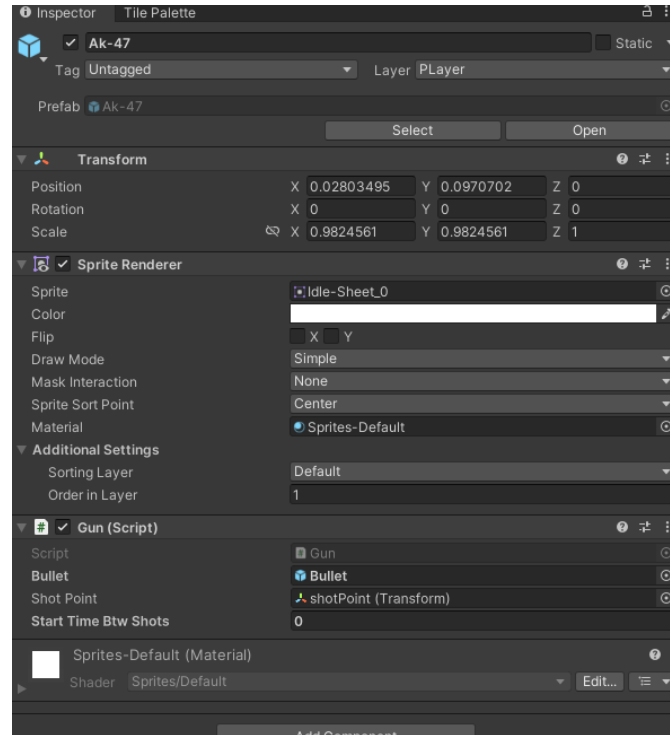 Inspector Tile Palette
Ak-47 Static
Tag Untagged Layer PLayer
Prefab Ak-47
Select Open
Transform
Position X 0.02803495 Y 0.0970702 Z 0
Rotation X 0 Y 0 Z 0
Scale X 0.9824561 Y 0.9824561 Z 1
Sprite Renderer
Sprite Idle-Sheet_0
Color
Flip X Y
Draw Mode Simple
Mask Interaction None
Sprite Sort Point Center
Material Sprites-Default
Additional Settings
Sorting Layer Default
Order in Layer 1
# Gun (Script)
Script Gun
Bullet Bullet
Shot Point shotPoint (Transform)
Start Time Btw Shots 0
Sprites-Default (Material)
Shader Sprites/Default Edit...
Add Component